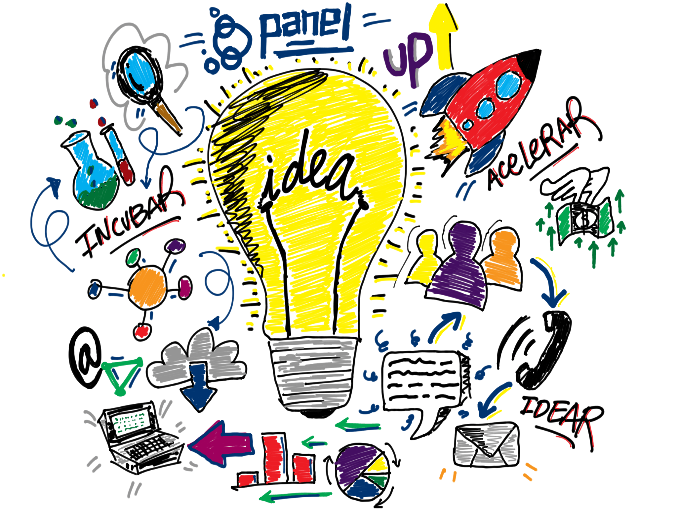 panel
up
idea
ACELERAR
$
INCUBAR
@
IDEAR